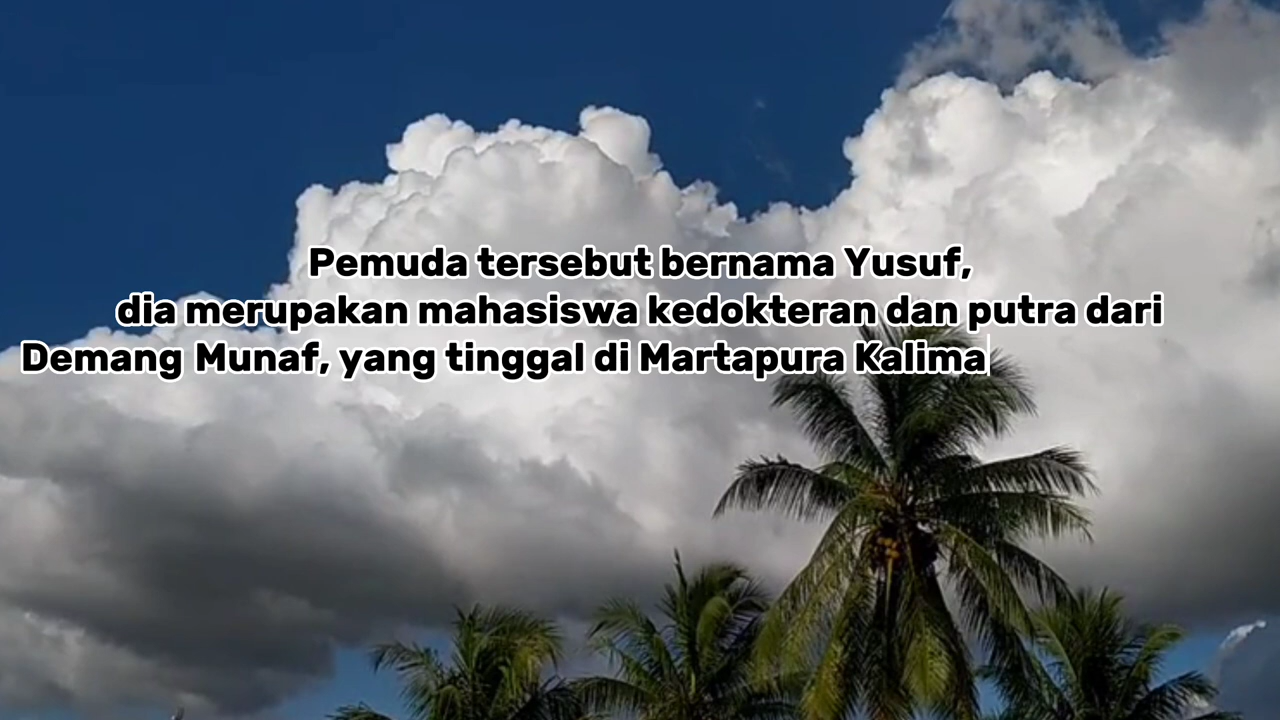 Pemuda tersebut bernama Yusuf,
dia merupakan mahasiswa kedokteran dan putra dari
Demang Munaf, yang tinggal di Martapura Kalima